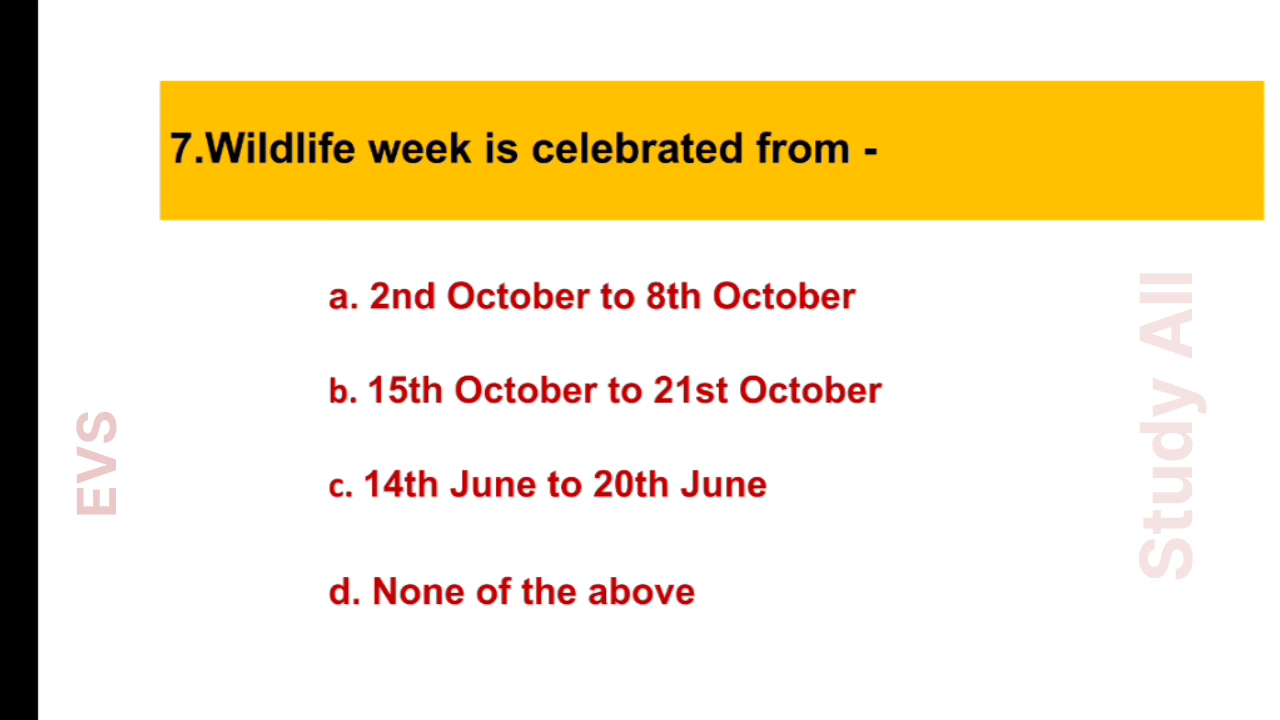 7.Wildlife week is celebrated from -
a. 2nd October to 8th October
b. 15th October to 21st October
c. 14th June to 20th June
d. None of the above
EVS
Study All